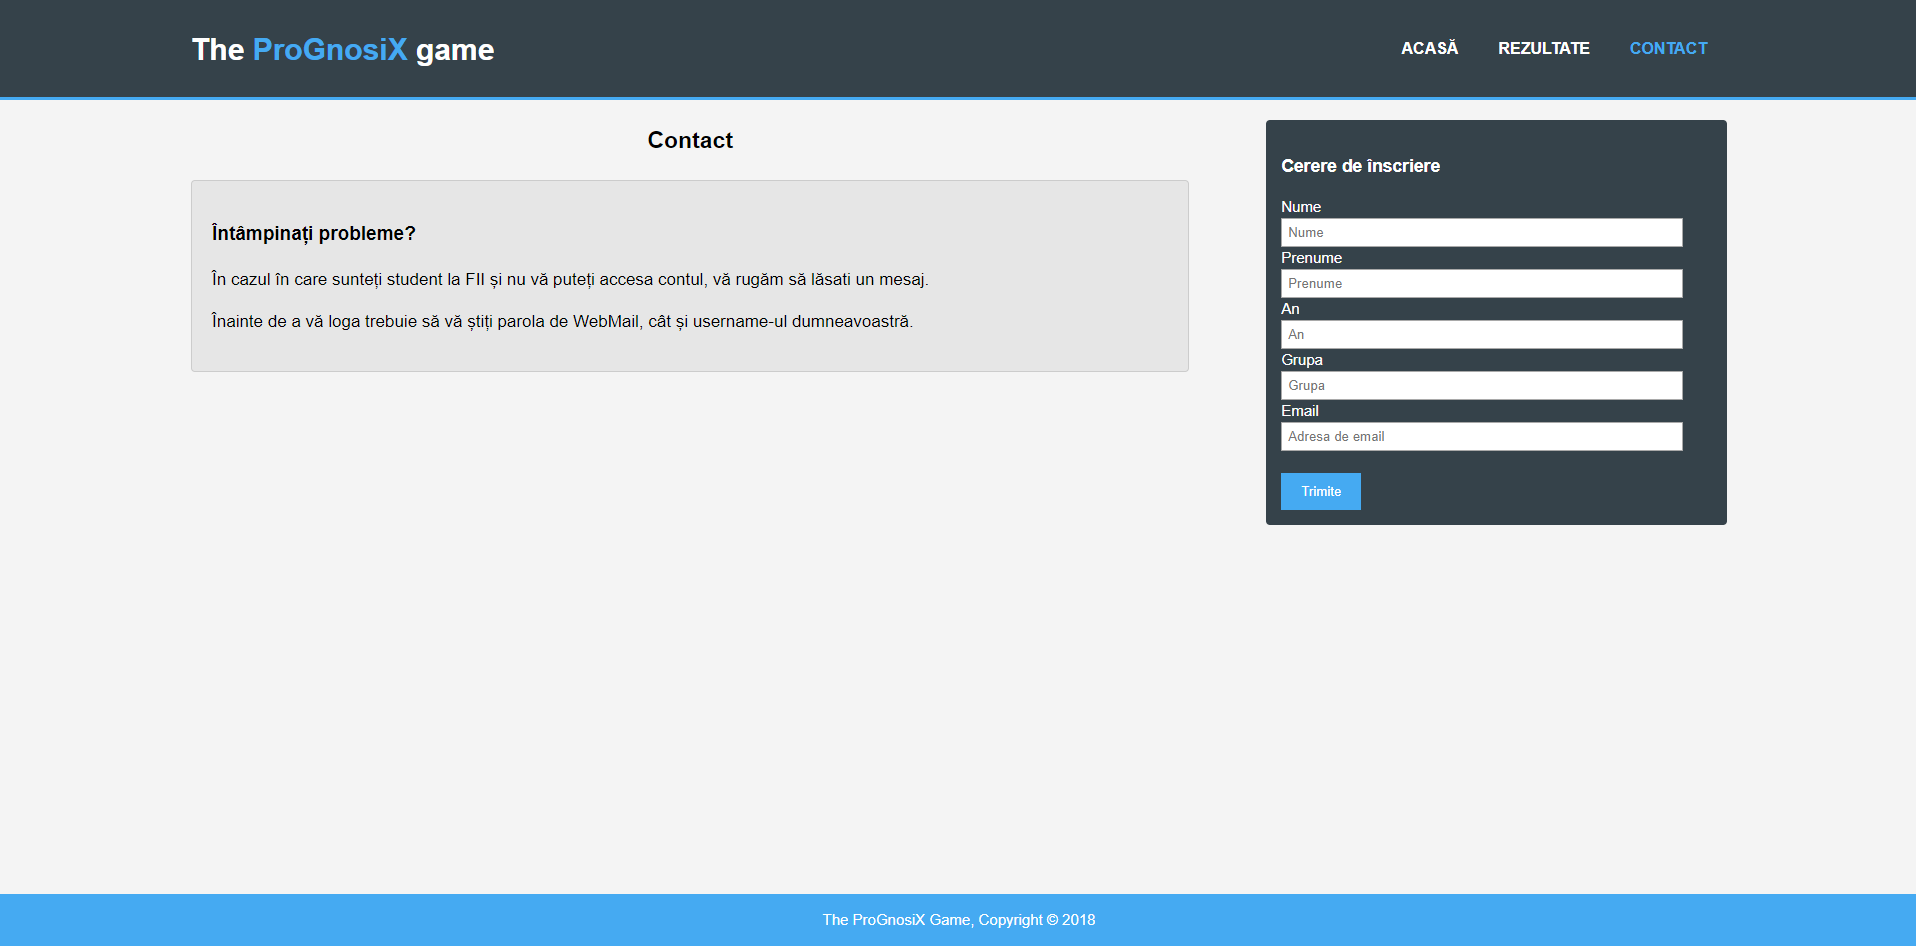 The ProGnosiX game
ACASĂ REZULTATE CONTACT
Contact
Întâmpinați probleme?
În cazul în care sunteți student la FII și nu vă puteți accesa contul, vă rugăm să lăsati un mesaj.
Înainte de a vă loga trebuie să vă știți parola de WebMail, cât și username-ul dumneavoastră.
Cerere de înscriere
Nume
Nume
Prenume
Prenume
An
An
Grupa
Grupa
Email
Adresa de email
Trimite
The ProGnosiX Game, Copyright © 2018